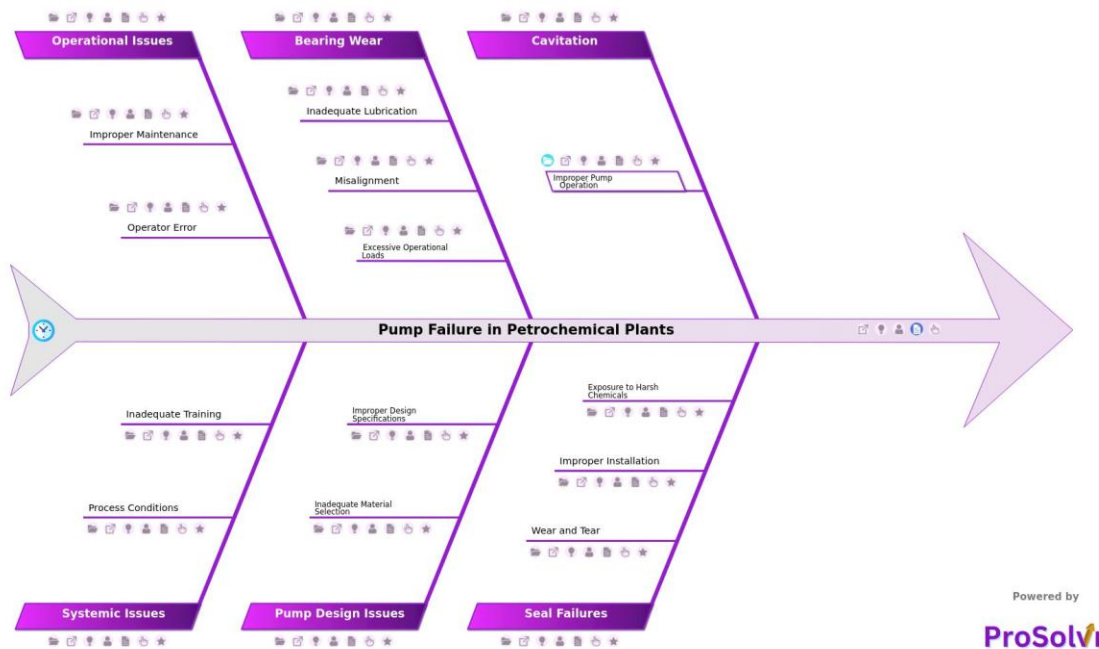 Operational Issues
Bearing Wear
Cavitation
Improper Maintenance
Operator Error
Inadequate Lubrication
Misalignment
Excessive Operational
Loads
Improper Pump
Operation
Pump Failure in Petrochemical Plants
Inadequate Training
Process Conditions
Improper Design
Specifications
Inadequate Material
Selection
Exposure to Harsh
Chemicals
Improper Installation
Wear and Tear
Systemic Issues
Pump Design Issues
Seal Failures
Powered by